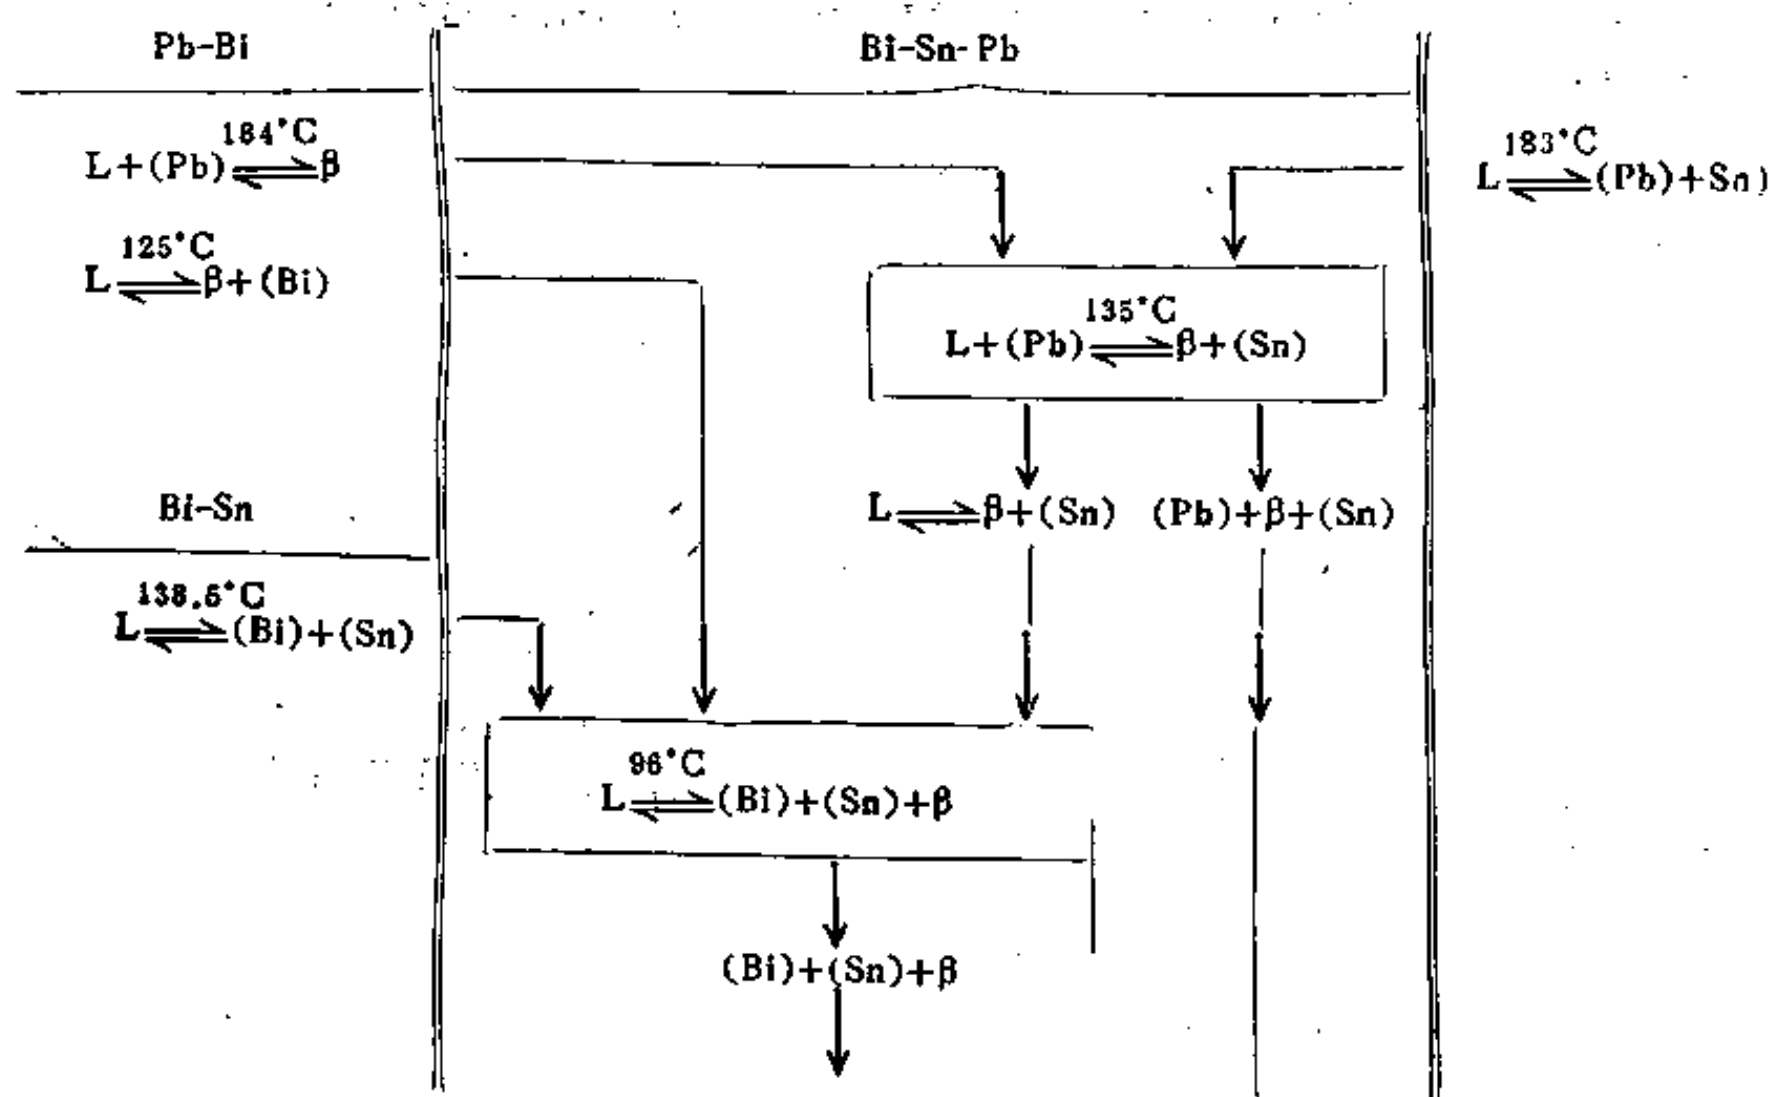 Pb-Bi
Bi-Sn-Pb
184°C
L+(Pb)⇌β
183°C
L⇌(Pb)+Sn)
125°C
L⇌β+(Bi)
135°C
L+(Pb)⇌β+(Sn)
Bi-Sn
L⇌β+(Sn)
(Pb)+β+(Sn)
138.5°C
L⇌(Bi)+(Sn)
96°C
L⇌(Bi)+(Sn)+β
(Bi)+(Sn)+β